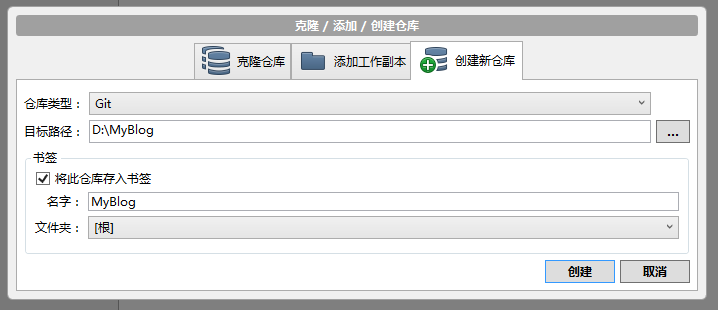 克隆 / 添加 / 创建仓库
克隆仓库 添加工作副本 创建新仓库
仓库类型： Git
目标路径： D:\MyBlog ...
书签
将此仓库存入书签
名字： MyBlog
文件夹： [根]
创建 取消